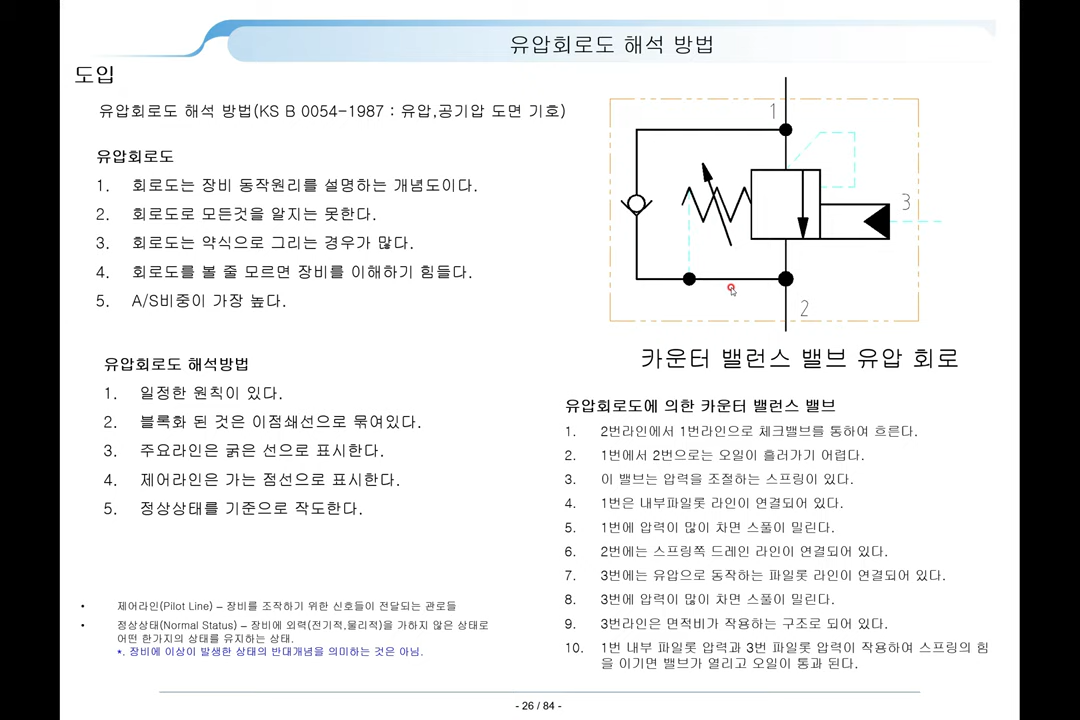 유압회로도 해석 방법
도입
유압회로도 해석 방법(KS B 0054-1987 : 유압,공기압 도면 기호)
유압회로도
1. 회로도는 장비 동작원리를 설명하는 개념도이다.
2. 회로도로 모든것을 알지는 못한다.
3. 회로도는 약식으로 그리는 경우가 많다.
4. 회로도를 볼 줄 모르면 장비를 이해하기 힘들다.
5. A/S비중이 가장 높다.
유압회로도 해석방법
1. 일정한 원칙이 있다.
2. 블록화 된 것은 이점쇄선으로 묶여있다.
3. 주요라인은 굵은 선으로 표시한다.
4. 제어라인은 가는 점선으로 표시한다.
5. 정상상태를 기준으로 작도한다.
• 제어라인(Pilot Line) – 장비를 조작하기 위한 신호들이 전달되는 관로들
• 정상상태(Normal Status) – 장비에 외력(전기적,물리적)을 가하지 않은 상태로
어떤 한가지의 상태를 유지하는 상태.
*. 장비에 이상이 발생한 상태의 반대개념을 의미하는 것은 아님.
1
3
2
카운터 밸런스 밸브 유압 회로
유압회로도에 의한 카운터 밸런스 밸브
1. 2번라인에서 1번라인으로 체크밸브를 통하여 흐른다.
2. 1번에서 2번으로는 오일이 흘러가기 어렵다.
3. 이 밸브는 압력을 조절하는 스프링이 있다.
4. 1번은 내부파일롯 라인이 연결되어 있다.
5. 1번에 압력이 많이 차면 스풀이 밀린다.
6. 2번에는 스프링쪽 드레인 라인이 연결되어 있다.
7. 3번에는 유압으로 동작하는 파일롯 라인이 연결되어 있다.
8. 3번에 압력이 많이 차면 스풀이 밀린다.
9. 3번라인은 면적비가 작용하는 구조로 되어 있다.
10. 1번 내부 파일롯 압력과 3번 파일롯 압력이 작용하여 스프링의 힘
을 이기면 밸브가 열리고 오일이 통과 된다.
- 26 / 84 -